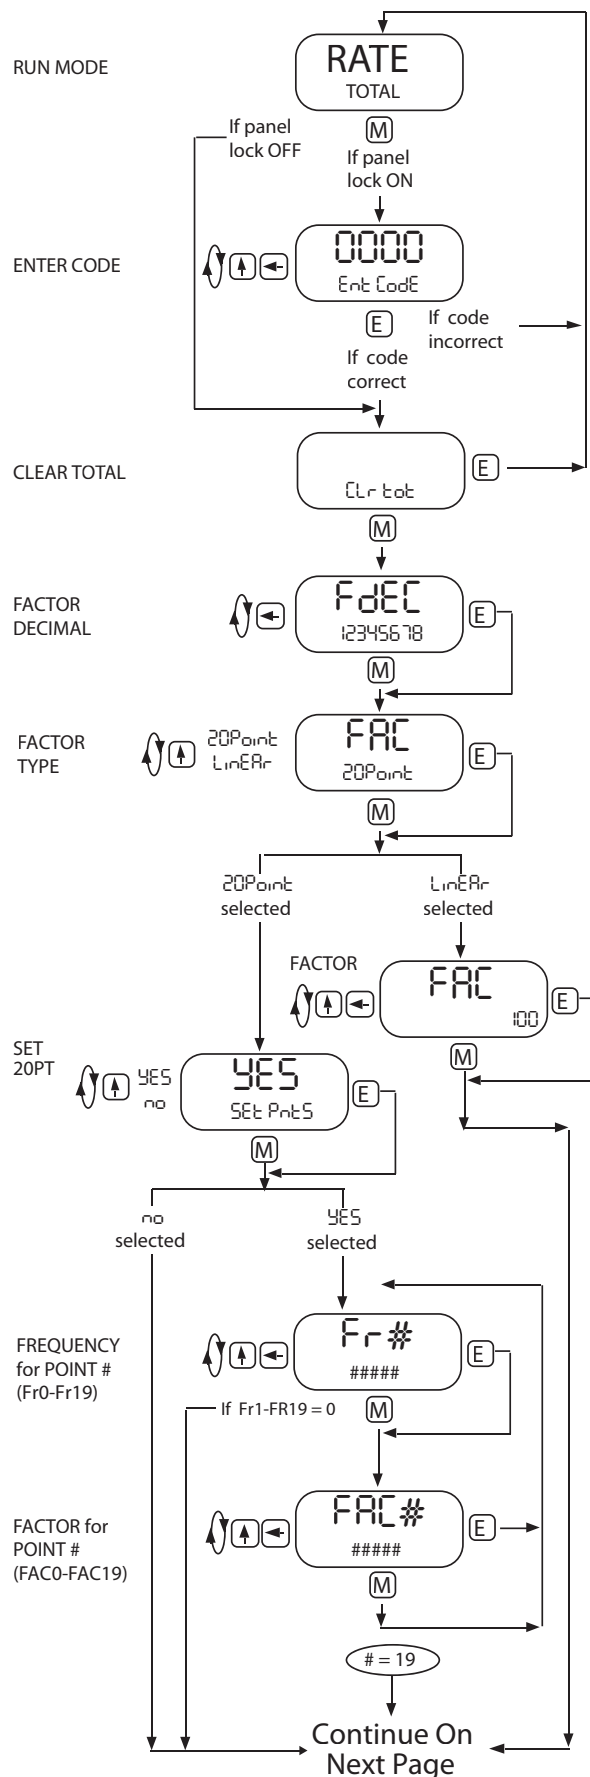 RUN MODE
RATE
TOTAL
If panel
lock OFF
M
If panel
lock ON
ENTER CODE
0000
Ent CodE
E
If code
incorrect
If code
correct
CLEAR TOTAL
CLr tot
E
M
FACTOR
DECIMAL
FdEC
12345678
E
M
FACTOR
TYPE
20Point
LinEAr
FAC
20Point
E
M
20Point
selected
LinEAr
selected
FACTOR
FAC
100
E
M
SET
20PT
YES
no
YES
SEt PntS
E
M
no
selected
YES
selected
FREQUENCY
for POINT #
(Fr0-Fr19)
Fr#
#####
E
If Fr1-FR19 = 0
M
FACTOR for
POINT #
(FAC0-FAC19)
FAC#
#####
E
M
# = 19
Continue On
Next Page